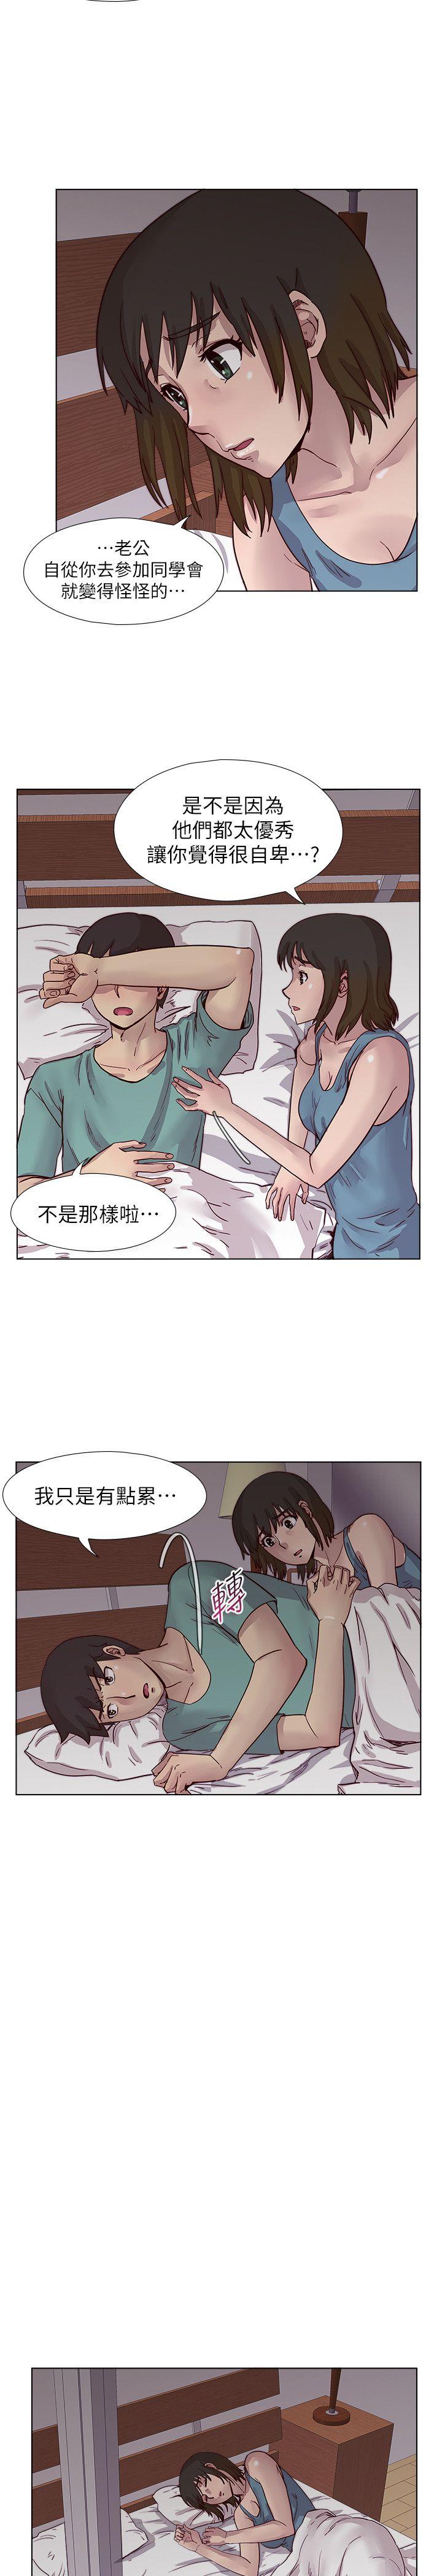 …老公
自從你去參加同學會
就變得怪怪的…
是不是因為
他們都太優秀
讓你覺得很自卑…?
不是那樣啦…
我只是有點累…
轉